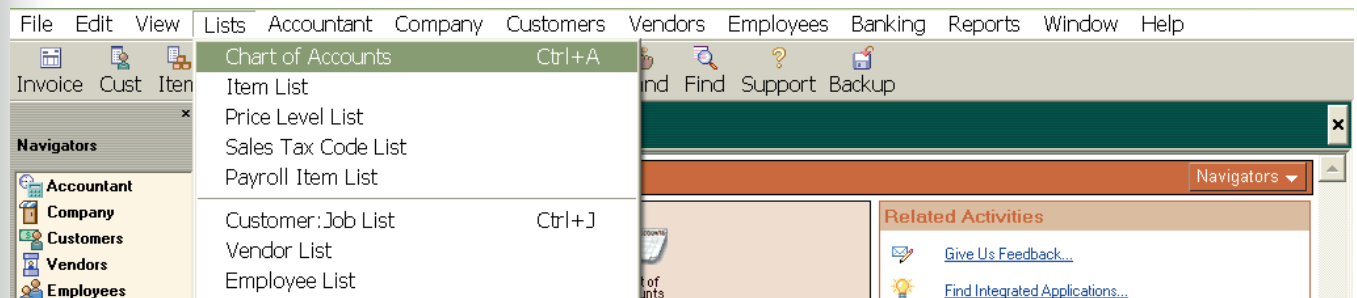 File Edit View Lists Accountant Company Customers Vendors Employees Banking Reports Window Help
Invoice Cust Find Support Backup
Chart of Accounts Ctrl+A
Item List
Price Level List
Sales Tax Code List
Payroll Item List
Customer:Job List Ctrl+J
Vendor List
Employee List
Navigators
Accountant
Company
Customers
Vendors
Employees
Navigators
Related Activities
Give Us Feedback...
Find Integrated Applications...